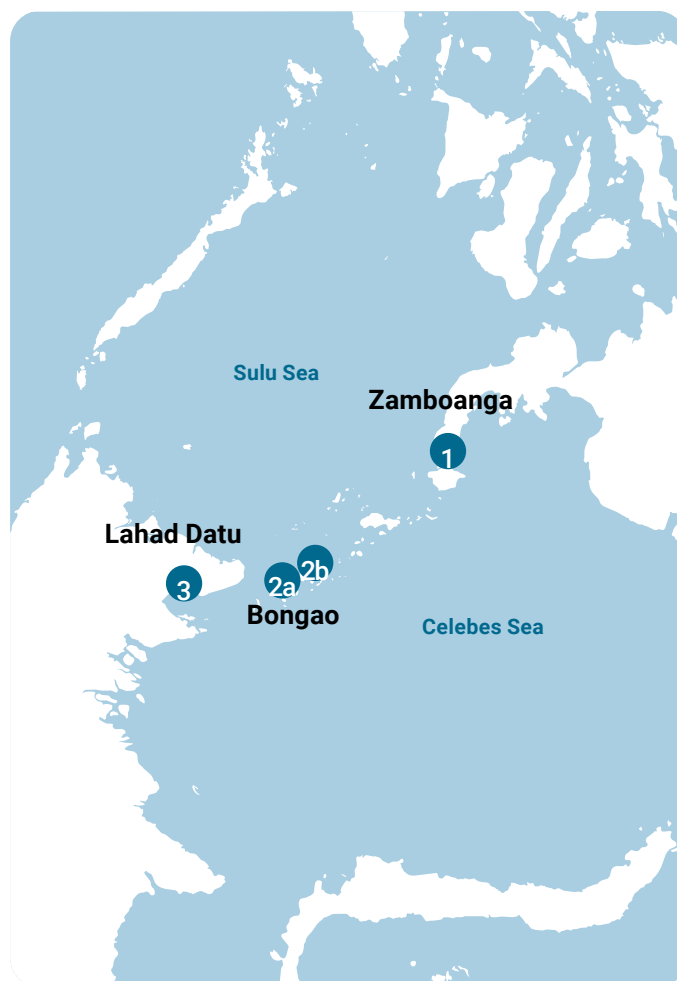 Sulu Sea
Zamboanga
1
Lahad Datu
2b
2a
3
Bongao
Celebes Sea